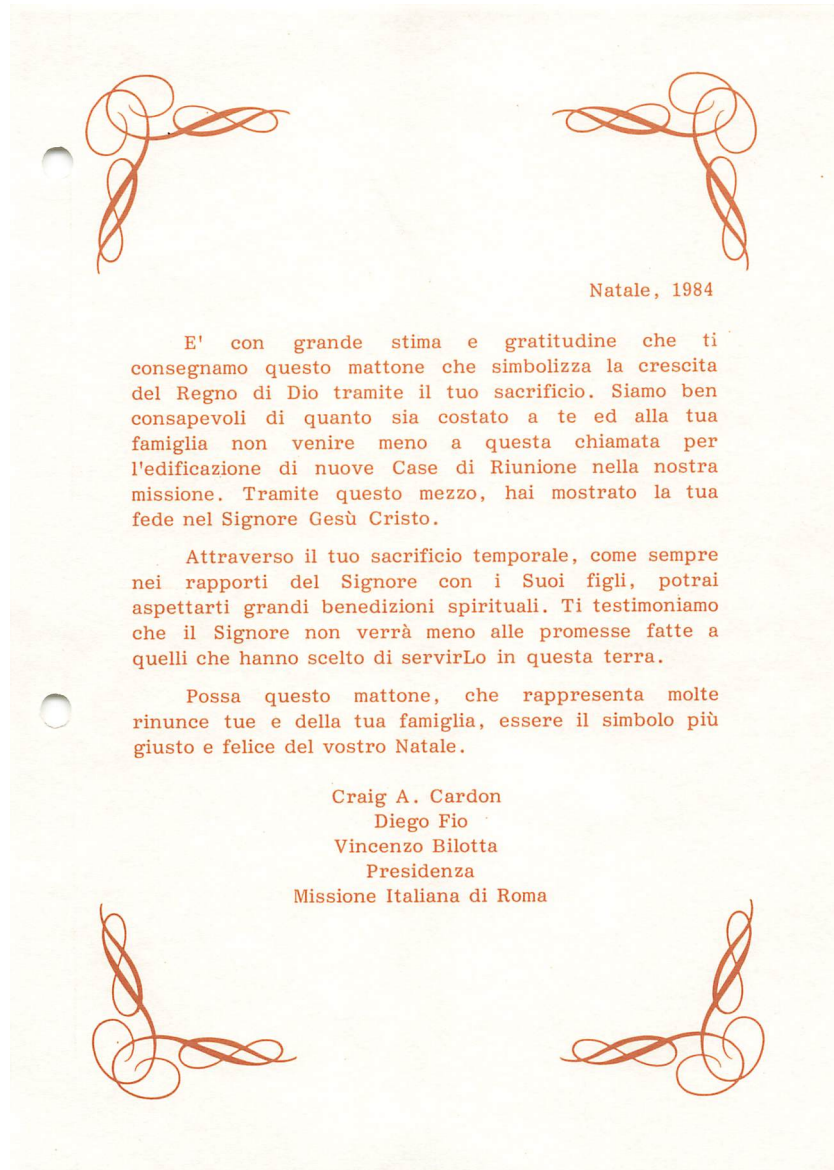 Natale, 1984
E' con grande stima e gratitudine che ti
consegnamo questo mattone che simbolizza la crescita
del Regno di Dio tramite il tuo sacrificio. Siamo ben
consapevoli di quanto sia costato a te ed alla tua
famiglia non venire meno a questa chiamata per
l'edificazione di nuove Case di Riunione nella nostra
missione. Tramite questo mezzo, hai mostrato la tua
fede nel Signore Gesù Cristo.
Attraverso il tuo sacrificio temporale, come sempre
nei rapporti del Signore con i Suoi figli, potrai
aspettarti grandi benedizioni spirituali. Ti testimoniamo
che il Signore non verrà meno alle promesse fatte a
quelli che hanno scelto di servirLo in questa terra.
Possa questo mattone, che rappresenta molte
rinunce tue e della tua famiglia, essere il simbolo più
giusto e felice del vostro Natale.
Craig A. Cardon
Diego Fio
Vincenzo Bilotta
Presidenza
Missione Italiana di Roma